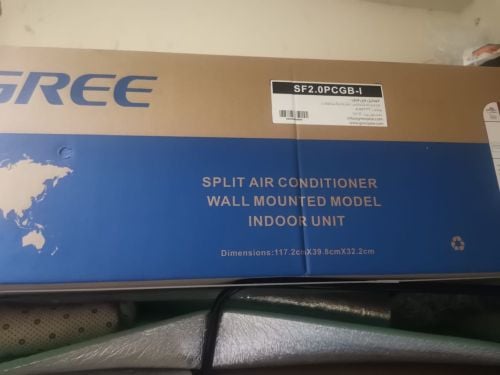 GREE
SF2.0PCGB-I
SPLIT AIR CONDITIONER
WALL MOUNTED MODEL
INDOOR UNIT
Dimensions:117.2cmX39.8cmX32.2cm